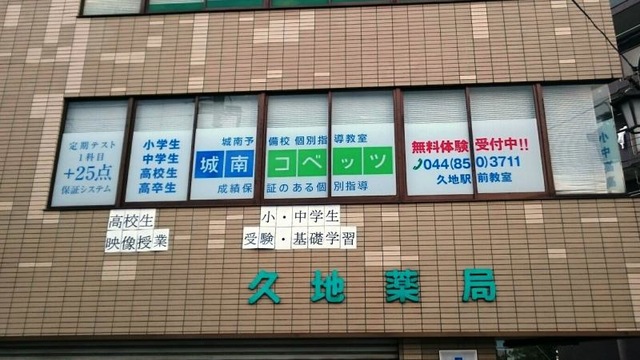 定期テスト
1科目
+25点
保証システム
小学生
中学生
高校生
高卒生
城南予備校 個別指導教室
城南コベッツ
成績保証のある個別指導
無料体験受付中!!
044(850)3711
久地駅前教室
高校生
映像授業
小・中学生
受験・基礎学習
久地薬局